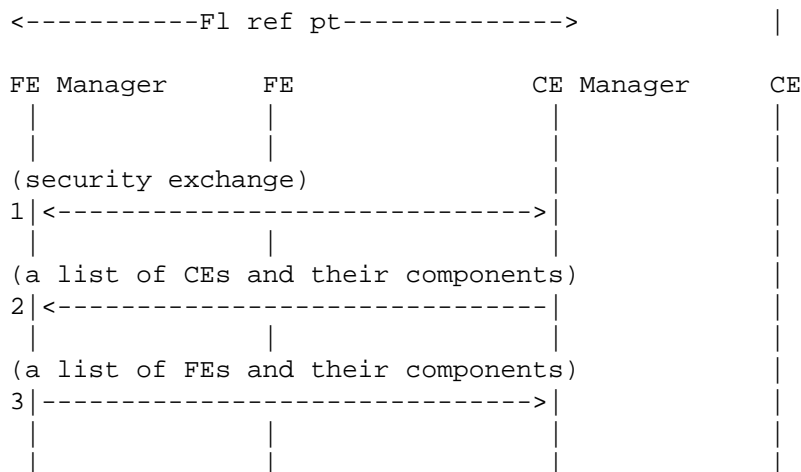 <-----------Fl ref pt--------------> |
FE Manager FE CE Manager CE
| | | |
| | | |
(security exchange) | |
1|<------------------------------>| |
| | | |
(a list of CEs and their components) |
2|<-------------------------------| |
| | | |
(a list of FEs and their components) |
3|------------------------------->| |
| | | |
| | | |